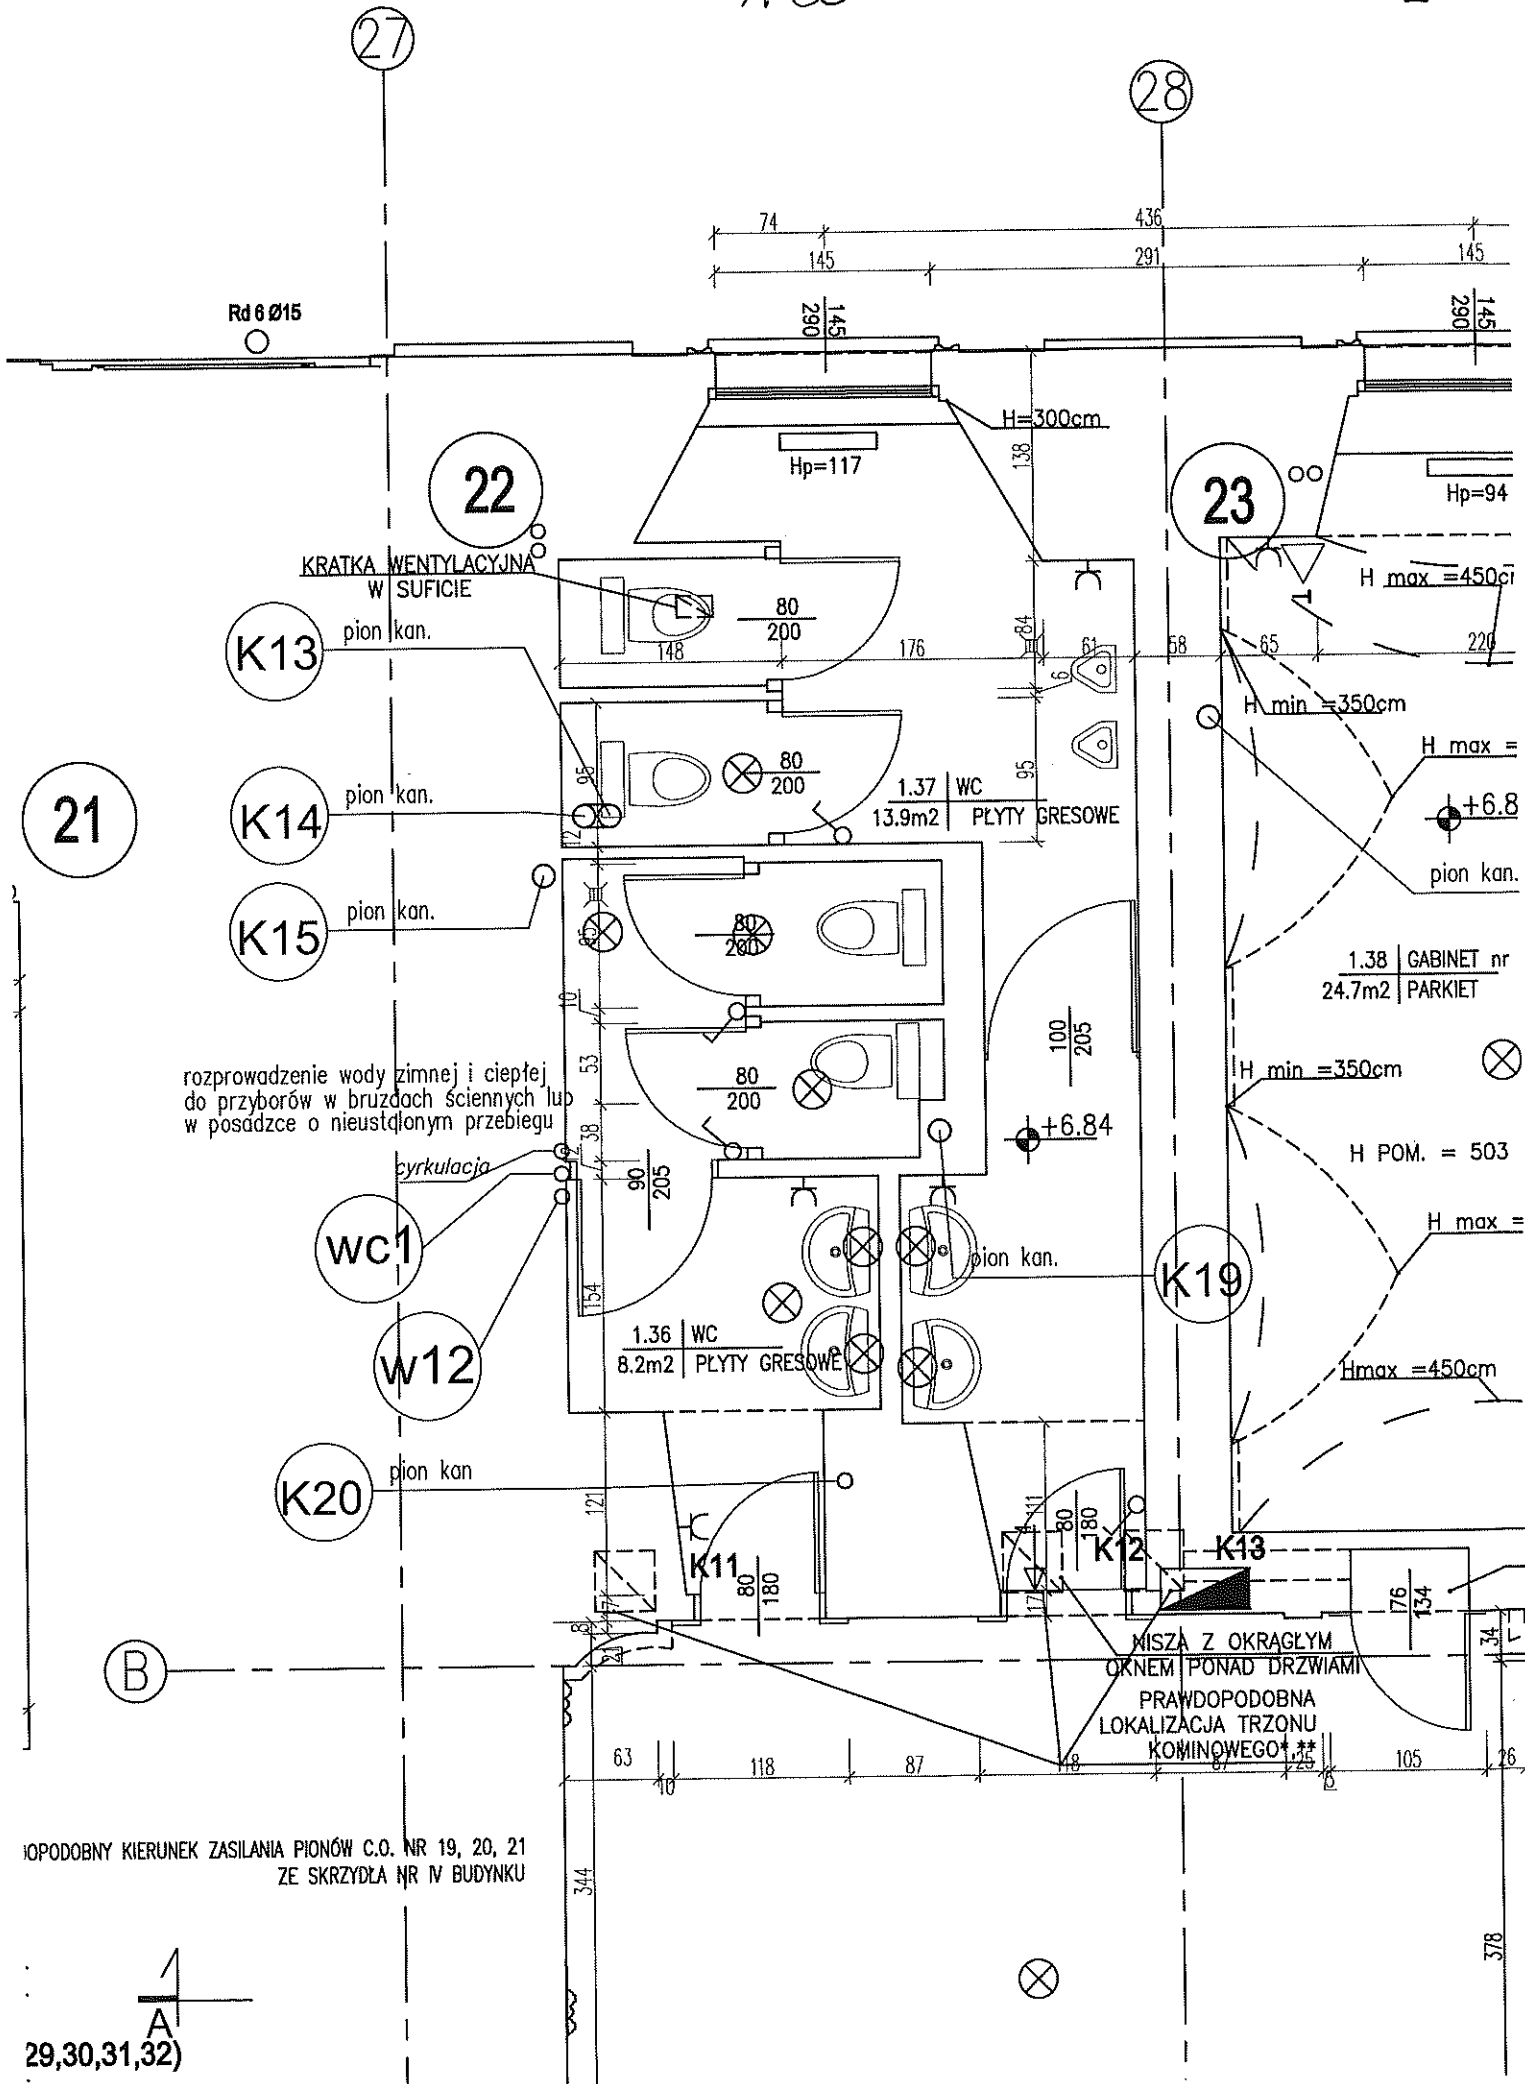 27
28
74
436
145
291
145
Rd 6 Ø15
145
290
145
290
H=300cm
138
Hp=117
Hp=94
22
23
KRATKA WENTYLACYJNA
W SUFICIE
H max =450c
K13
pion kan.
80
200
84
148
176
61
58
65
220
6
H min =350cm
H max =
95
95
80
200
1.37 WC
13.9m2 PŁYTY GRESOWE
+6.8
21
K14
pion kan.
12
pion kan.
K15
pion kan.
80
200
95
1.38 GABINET nr
24.7m2 PARKIET
10
100
205
53
rozprowadzenie wody zimnej i ciepłej
do przyborów w bruzdach ściennych lub
w posadzce o nieustalonym przebiegu
80
200
H min =350cm
+6.84
38
H POM. = 503
cyrkulacja
90
205
wc1
H max =
pion kan.
K19
154
1.36 WC
8.2m2 PŁYTY GRESOWE
w12
Hmax =450cm
K20
pion kan
121
111
80
180
K11
K12
K13
80
180
76
134
17
17
8
21
34
B
NISZA Z OKRĄGŁYM
OKNEM PONAD DRZWIAMI
PRAWDOPODOBNA
LOKALIZACJA TRZONU
KOMINOWEGO*,**
63
10
118
87
118
87
25
5
105
26
OPODOBNY KIERUNEK ZASILANIA PIONÓW C.O. NR 19, 20, 21
ZE SKRZYDŁA NR IV BUDYNKU
344
378
A
29,30,31,32)